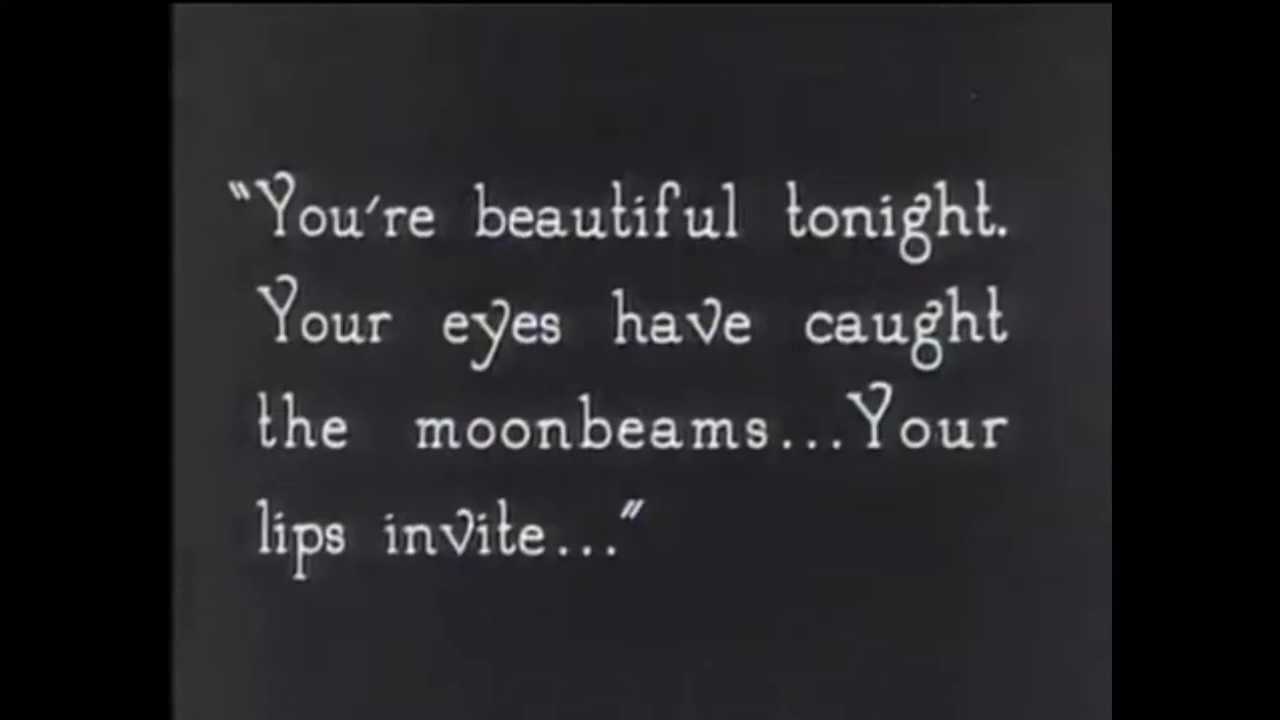 "You're beautiful tonight.
Your eyes have caught
the moonbeams...Your
lips invite..."